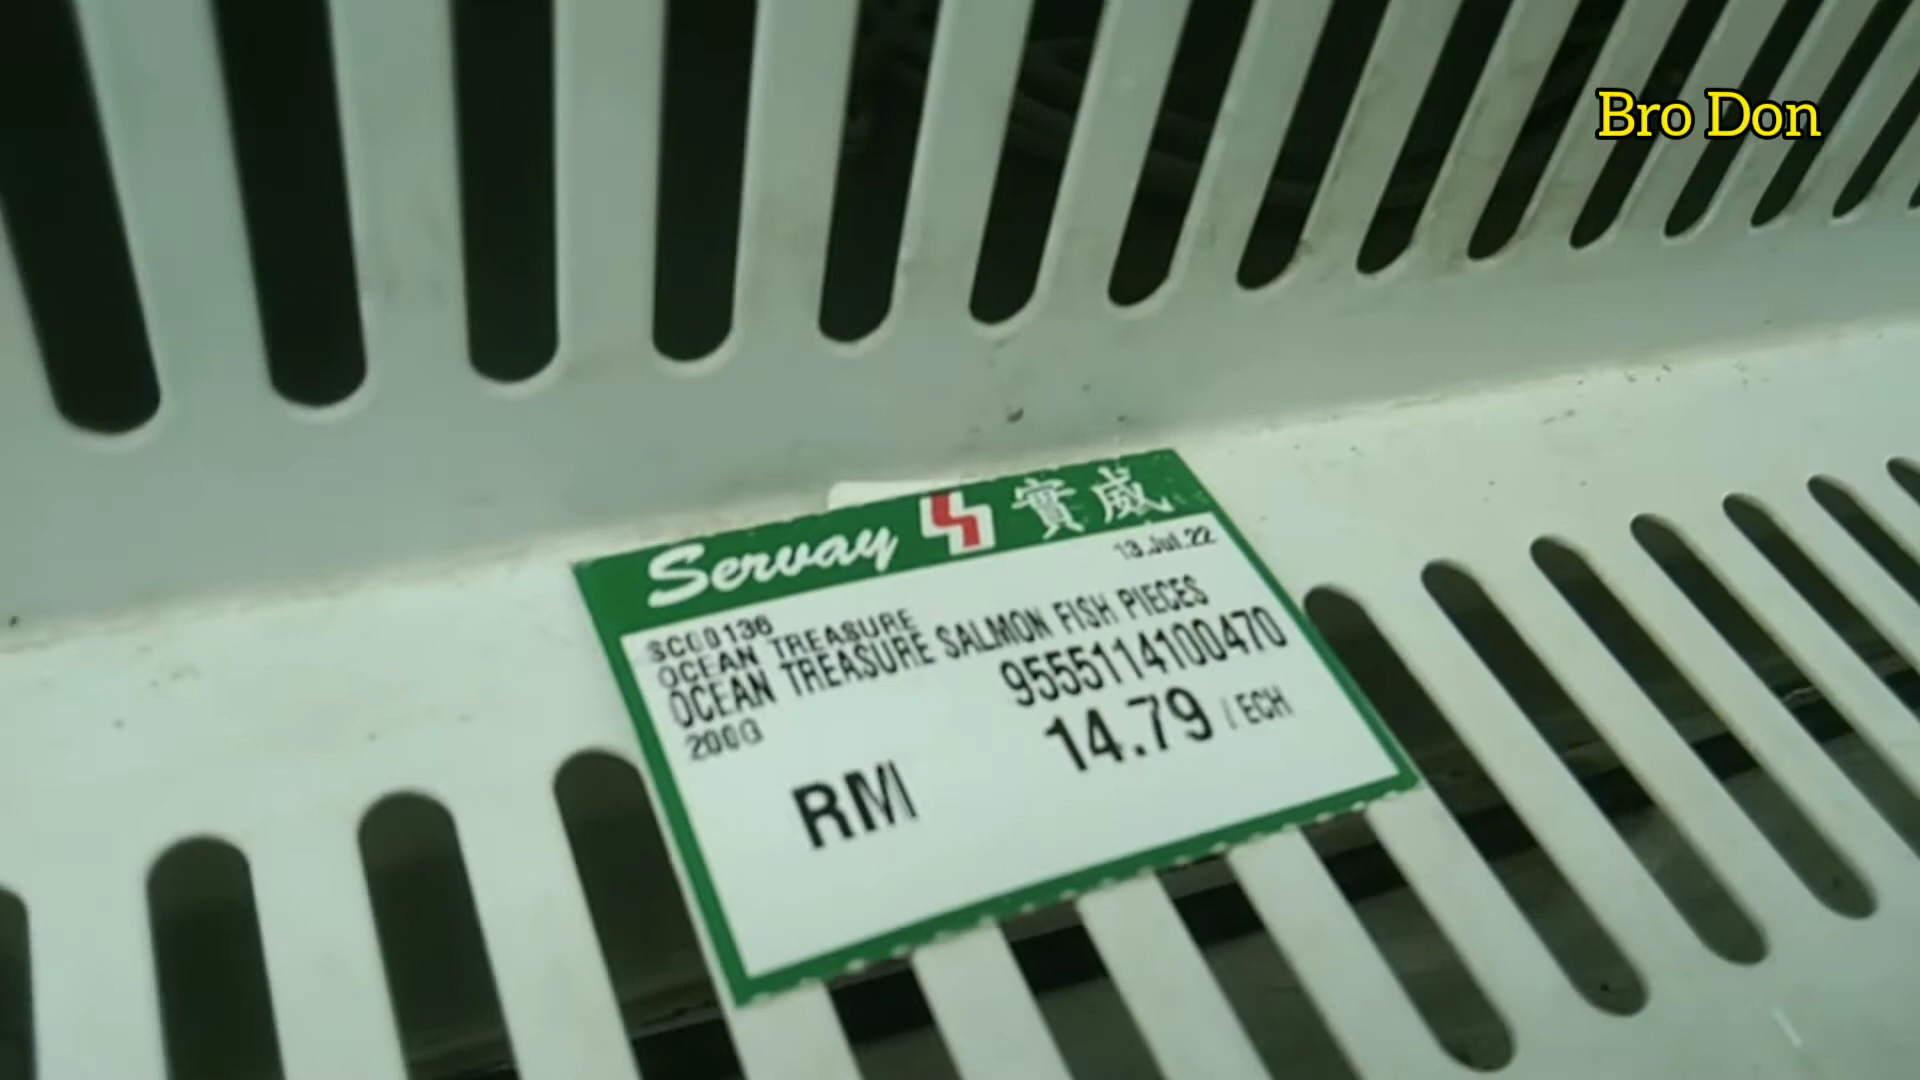 Bro Don
Servay 實威
13.Jul.22
SC00136
OCEAN TREASURE
OCEAN TREASURE SALMON FISH PIECES
200G
9555114100470
RM 14.79 / ECH